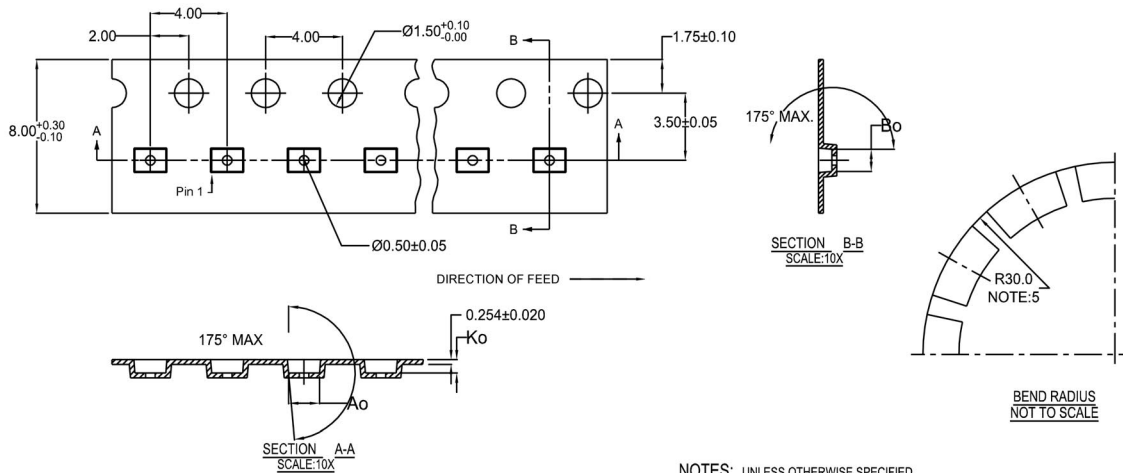 4.00
2.00
4.00
Ø1.50 +0.10 -0.00
B
1.75±0.10
8.00 +0.30 -0.10
A
A
3.50±0.05
Pin 1
Ø0.50±0.05
B
175° MAX.
Bo
SECTION B-B
SCALE:10X
DIRECTION OF FEED
R30.0
NOTE:5
BEND RADIUS
NOT TO SCALE
175° MAX
0.254±0.020
Ko
Ao
SECTION A-A
SCALE:10X
NOTES: UNLESS OTHERWISE SPECIFIED